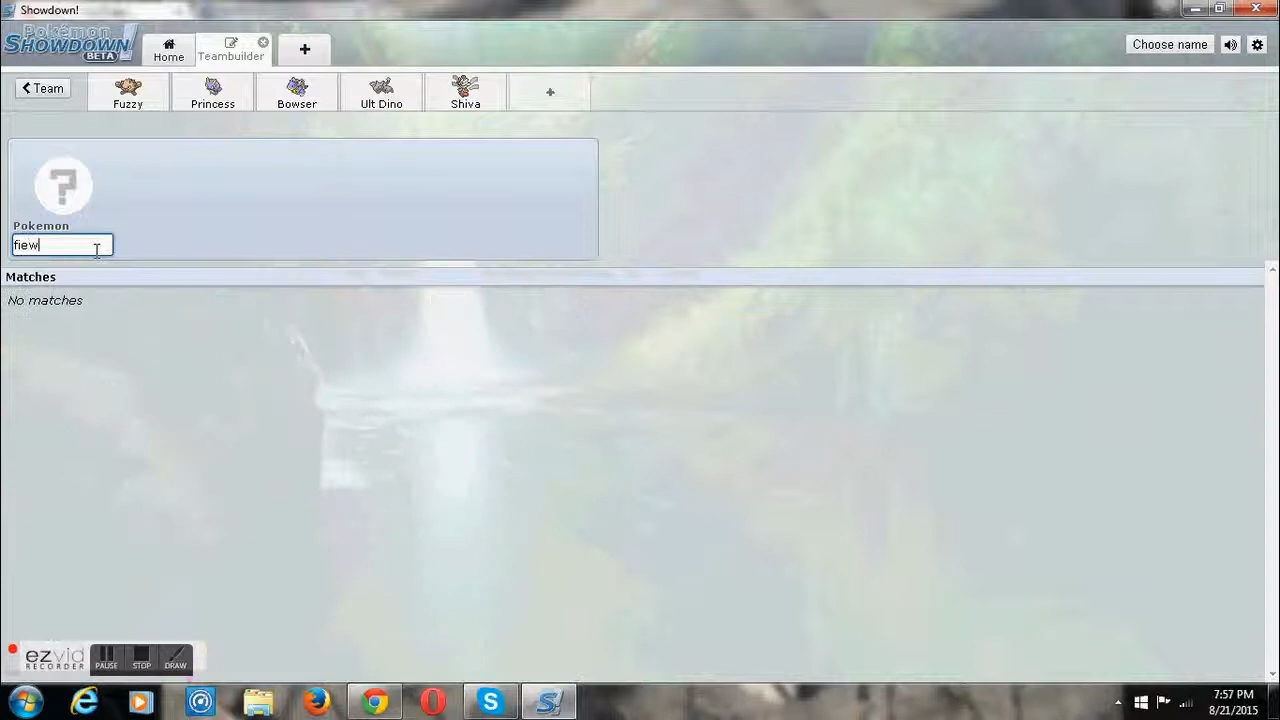 Showdown!
Pokémon
SHOWDOWN!
BETA
Home
Teambuilder
+
Choose name
Team
Fuzzy
Princess
Bowser
Ult Dino
Shiva
+
?
Pokemon
fiew
Matches
No matches
ezvid
RECORDER
PAUSE
STOP
DRAW
S
7:57 PM
8/21/2015